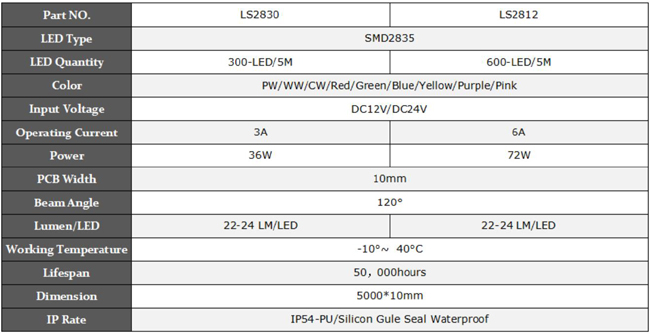 Part NO. LS2830 LS2812
LED Type SMD2835
LED Quantity 300-LED/5M 600-LED/5M
Color PW/WW/CW/Red/Green/Blue/Yellow/Purple/Pink
Input Voltage DC12V/DC24V
Operating Current 3A 6A
Power 36W 72W
PCB Width 10mm
Beam Angle 120°
Lumen/LED 22-24 LM/LED 22-24 LM/LED
Working Temperature -10°~ 40°C
Lifespan 50，000hours
Dimension 5000*10mm
IP Rate IP54-PU/Silicon Gule Seal Waterproof